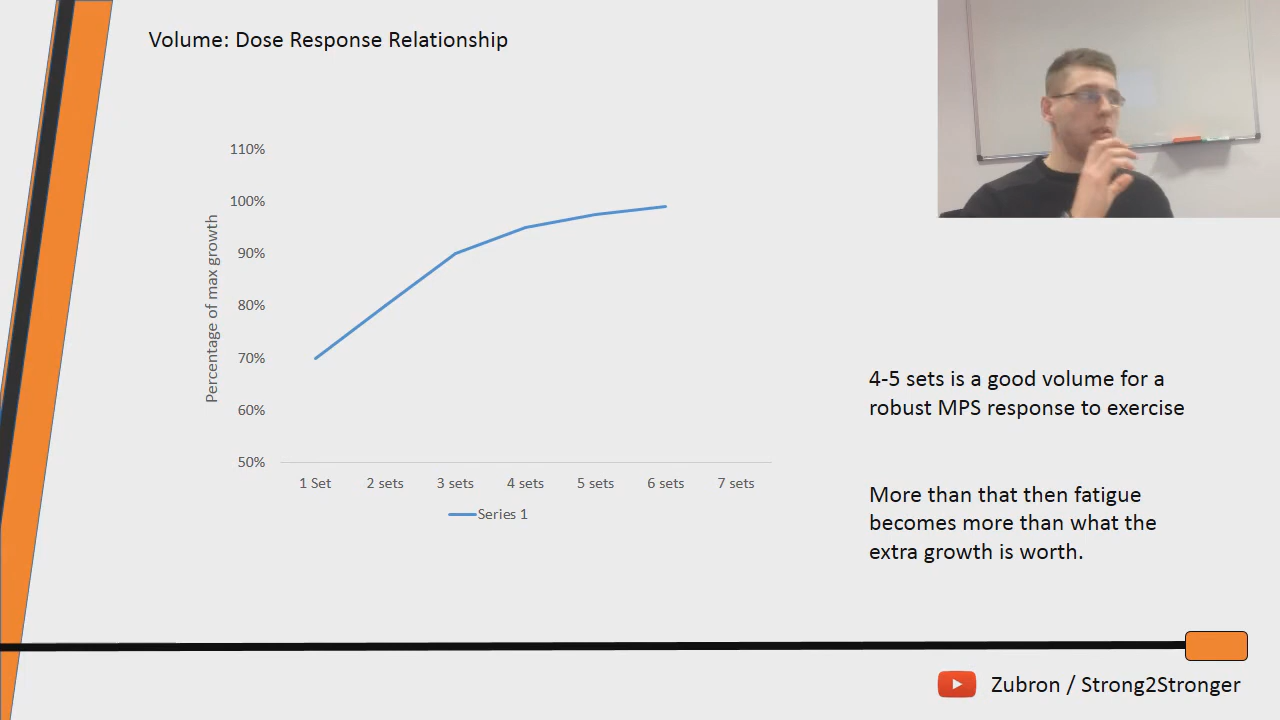 Volume: Dose Response Relationship
110%
100%
90%
80%
70%
60%
50%
Percentage of max growth
1 Set 2 sets 3 sets 4 sets 5 sets 6 sets 7 sets
Series 1
4-5 sets is a good volume for a
robust MPS response to exercise
More than that then fatigue
becomes more than what the
extra growth is worth.
Zubron / Strong2Stronger